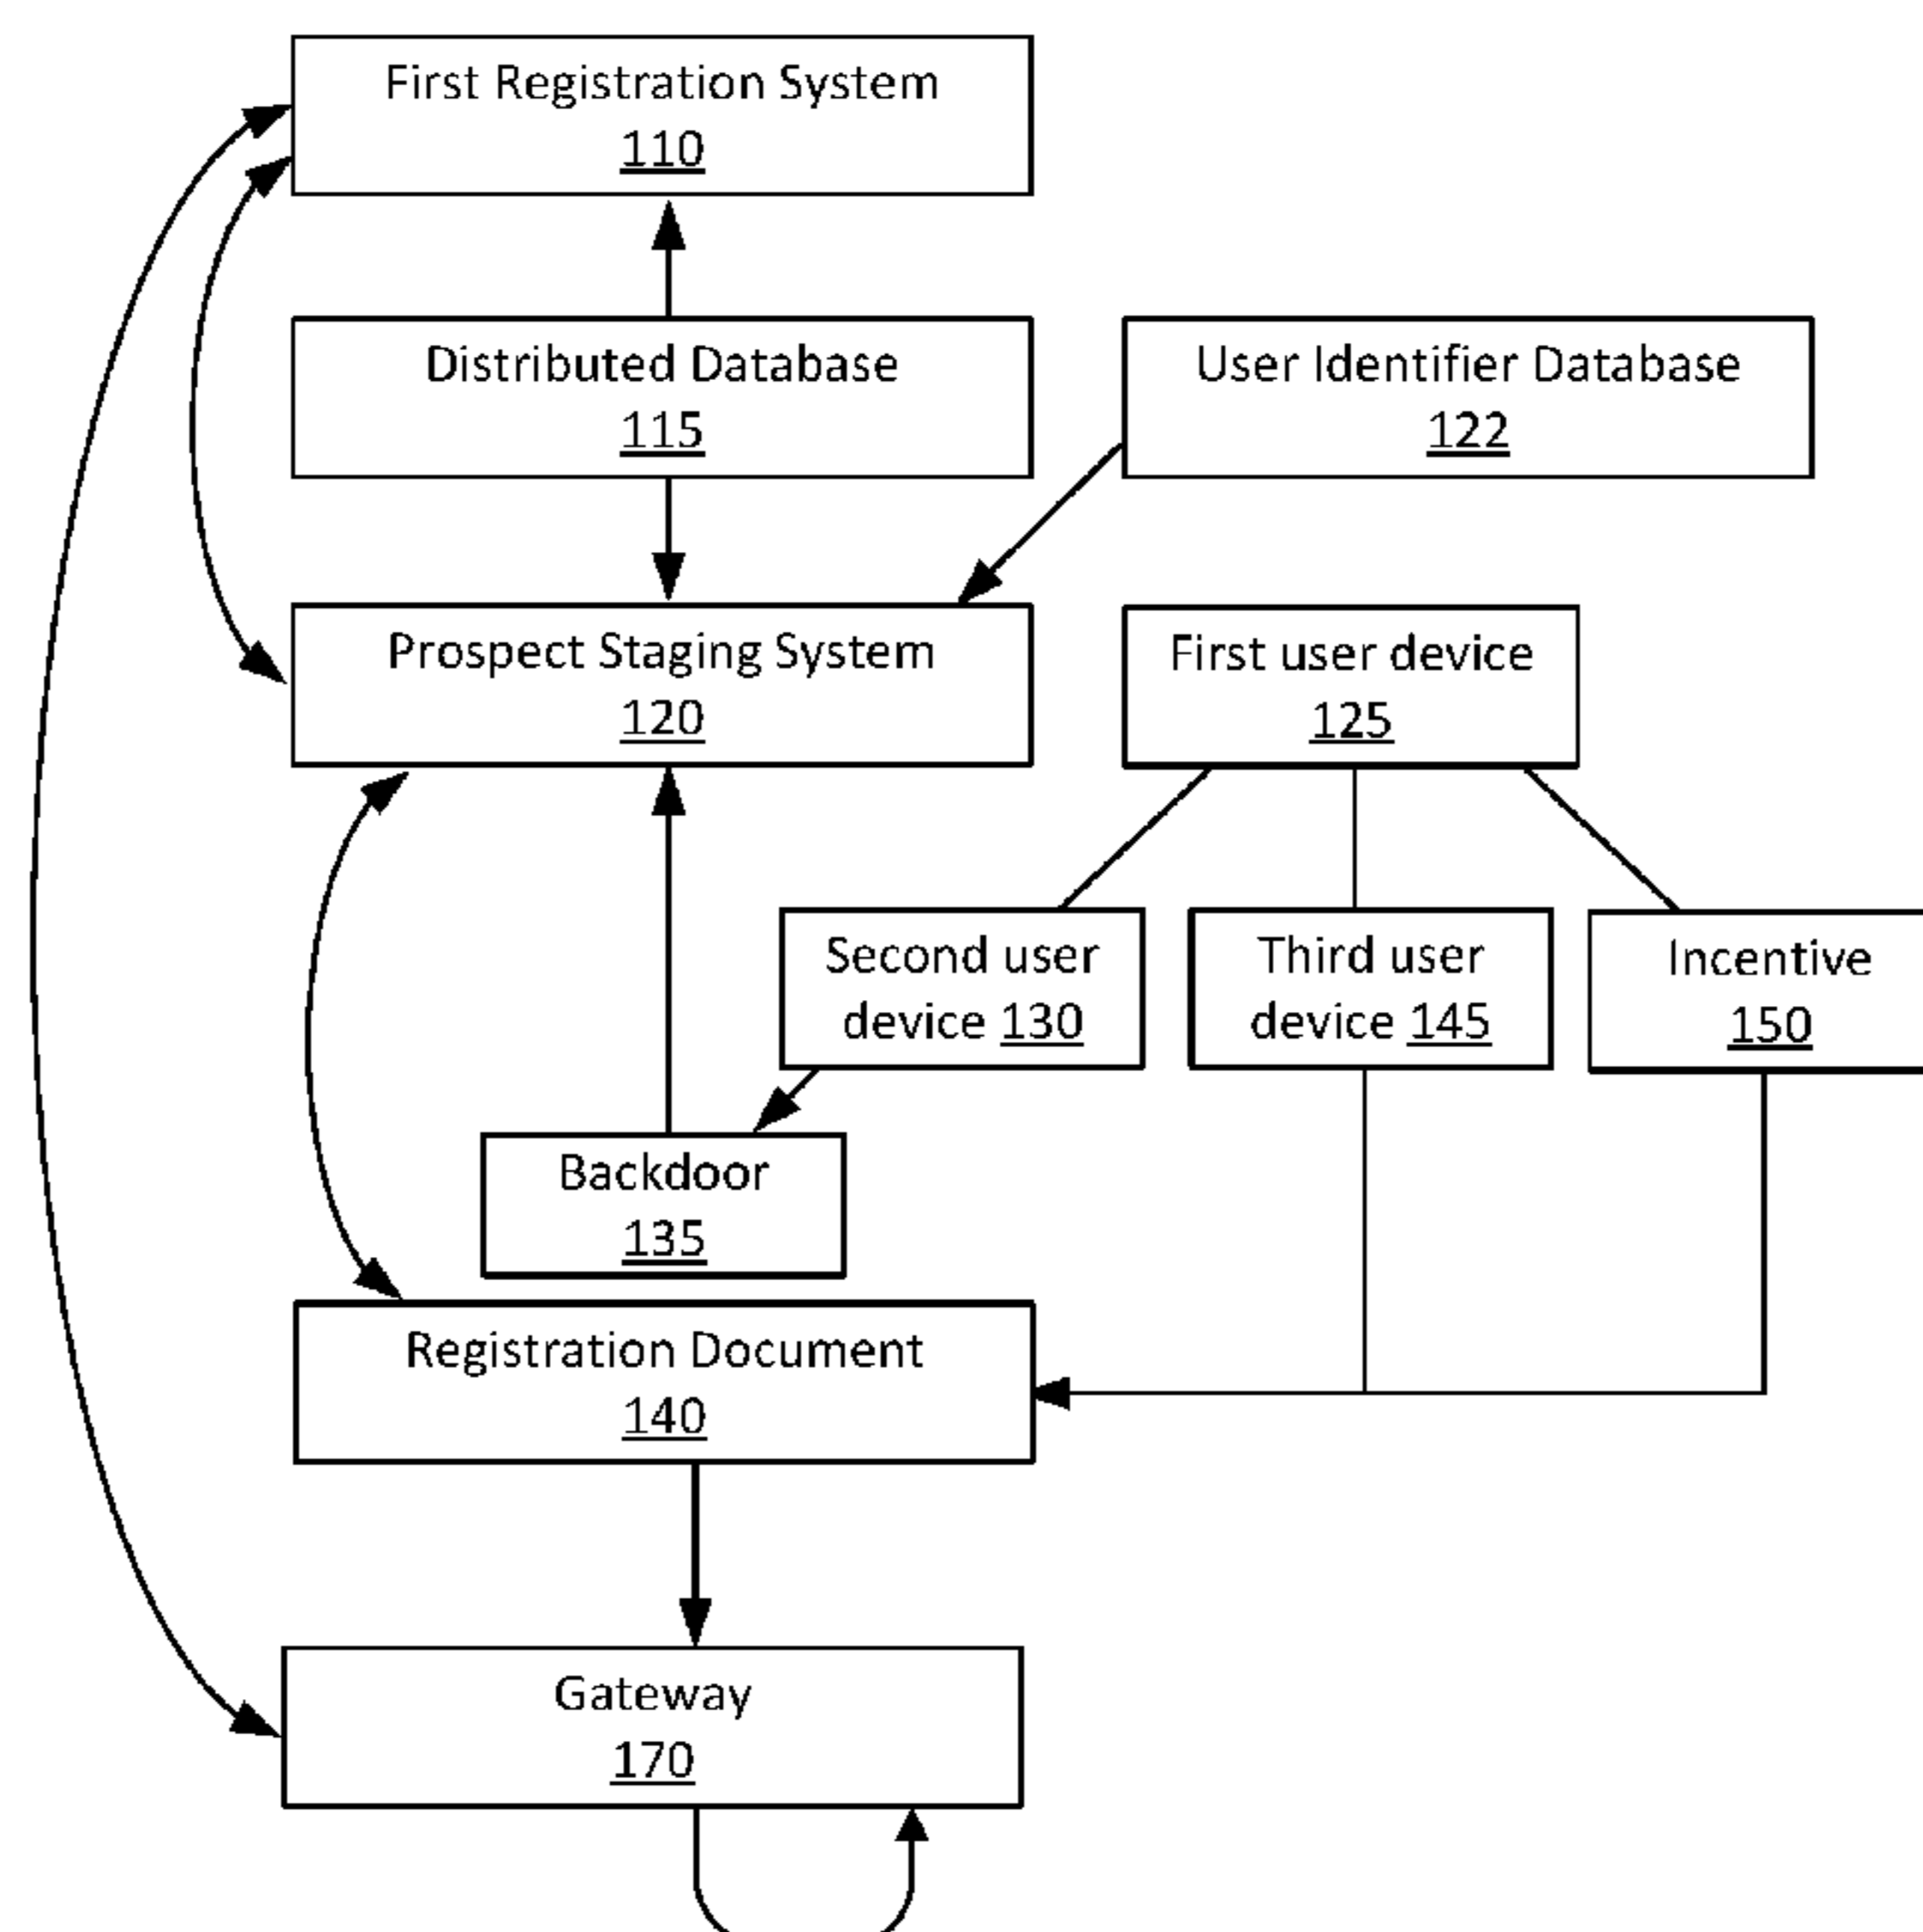 First Registration System
110
Distributed Database
115
User Identifier Database
122
Prospect Staging System
120
First user device
125
Second user
device 130
Third user
device 145
Incentive
150
Backdoor
135
Registration Document
140
Gateway
170